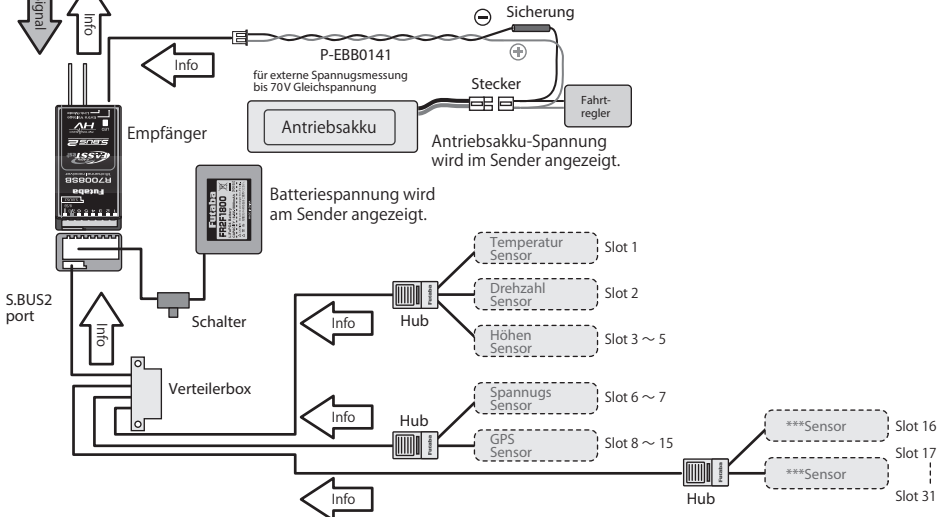 Signal
Info
Info
P-EBB0141
für externe Spannugsmessung
bis 70V Gleichspannung
Sicherung
Stecker
Fahrt-
regler
Antriebsakku
Antriebsakku-Spannung
wird im Sender angezeigt.
Empfänger
HV
S.BUS2
FASST
R7008SB
Futaba
Futaba
FR2F1800
Batteriespannung wird
am Sender angezeigt.
S.BUS2
port
Schalter
Info
Verteilerbox
Info
Hub
Temperatur
Sensor
Slot 1
Drehzahl
Sensor
Slot 2
Höhen
Sensor
Slot 3 ~ 5
Info
Hub
Spannugs
Sensor
Slot 6 ~ 7
GPS
Sensor
Slot 8 ~ 15
Info
Hub
***Sensor
Slot 16
Slot 17
***Sensor
Slot 31